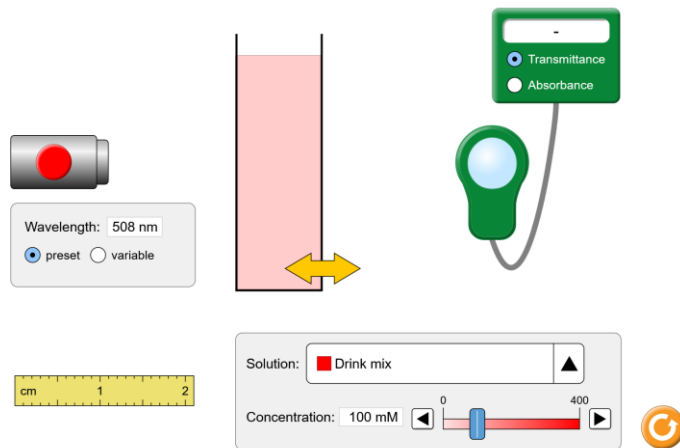 -
Transmittance
Absorbance
Wavelength: 508 nm
preset variable
cm 1 2
Solution: Drink mix
0 400
Concentration: 100 mM